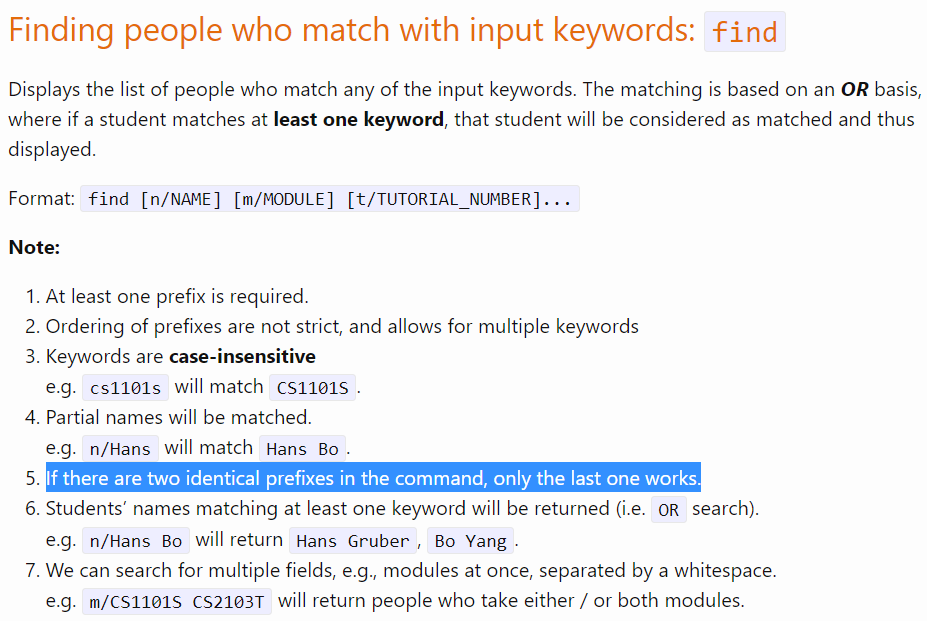 Finding people who match with input keywords: find
Displays the list of people who match any of the input keywords. The matching is based on an OR basis,
where if a student matches at least one keyword, that student will be considered as matched and thus
displayed.
Format: find [n/NAME] [m/MODULE] [t/TUTORIAL_NUMBER]...
Note:
1. At least one prefix is required.
2. Ordering of prefixes are not strict, and allows for multiple keywords
3. Keywords are case-insensitive
e.g. cs1101s will match CS1101S.
4. Partial names will be matched.
e.g. n/Hans will match Hans Bo.
5. If there are two identical prefixes in the command, only the last one works.
6. Students’ names matching at least one keyword will be returned (i.e. OR search).
e.g. n/Hans Bo will return Hans Gruber, Bo Yang.
7. We can search for multiple fields, e.g., modules at once, separated by a whitespace.
e.g. m/CS1101S CS2103T will return people who take either / or both modules.